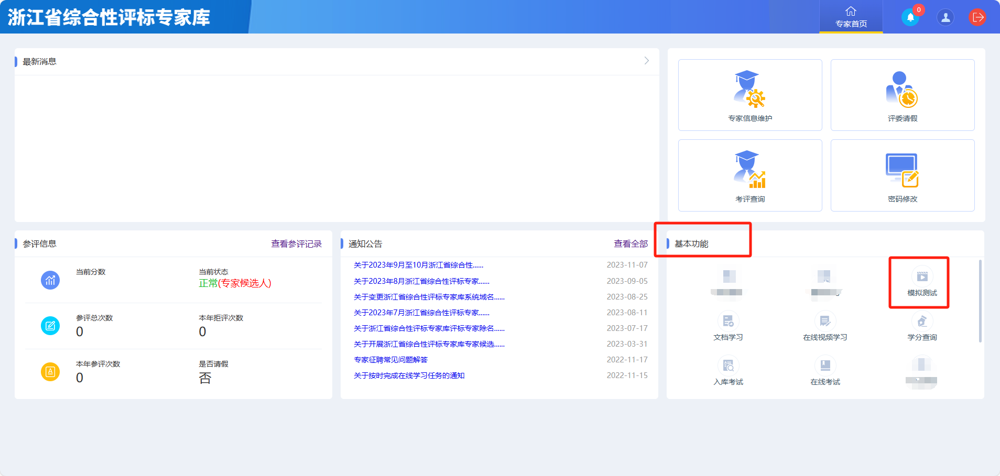 浙江省综合性评标专家库
专家首页
0
最新消息
专家信息维护
评委请假
考评查询
密码修改
参评信息
查看参评记录
当前分数
当前状态
正常(专家候选人)
参评总次数
0
本年拒评次数
0
本年参评次数
0
是否请假
否
通知公告
查看全部
关于2023年9月至10月浙江省综合性...... 2023-11-07
关于2023年8月浙江省综合性评标专家...... 2023-09-05
关于变更浙江省综合性评标专家库系统域名...... 2023-08-25
关于2023年7月浙江省综合性评标专家...... 2023-08-11
关于浙江省综合性评标专家库评标专家除名...... 2023-07-17
关于开展浙江省综合性评标专家库专家候选...... 2023-03-31
专家征聘常见问题解答 2022-11-17
关于按时完成在线学习任务的通知 2022-11-15
基本功能
模拟测试
文档学习
在线视频学习
学分查询
入库考试
在线考试